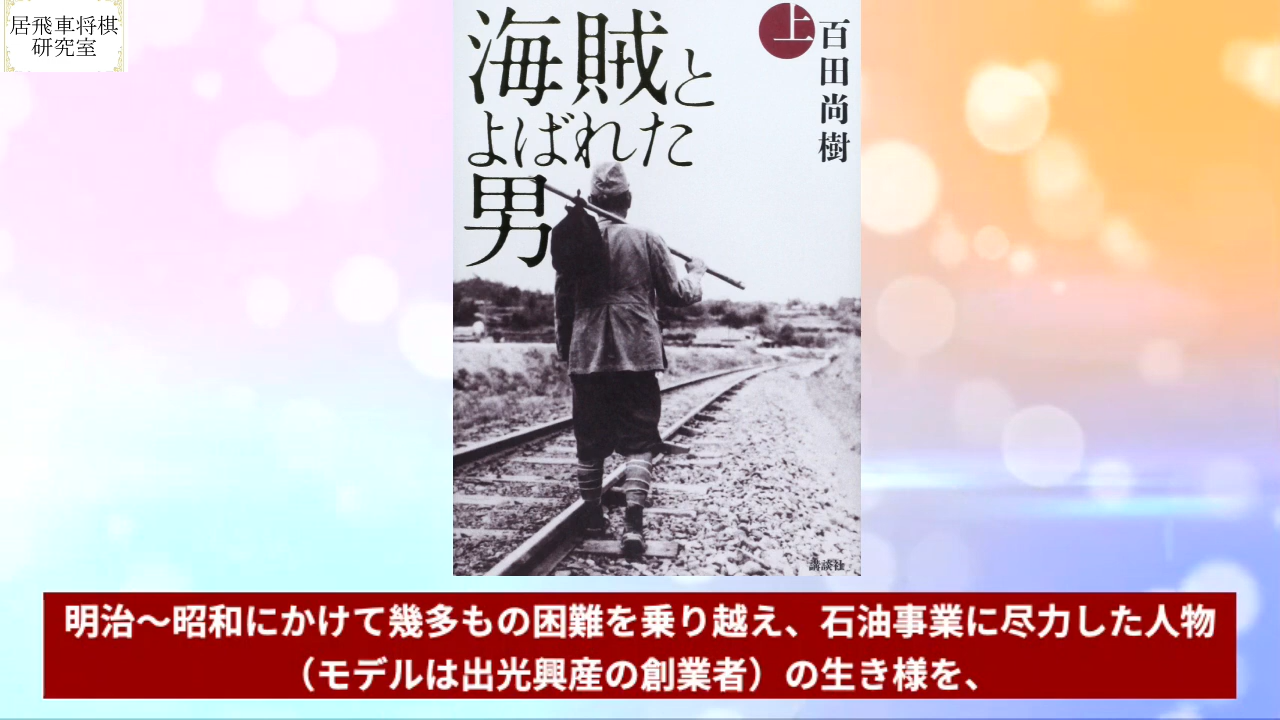 居飛車将棋
研究室
海賊と
よばれた
男
上
百田尚樹
講談社
明治～昭和にかけて幾多もの困難を乗り越え、石油事業に尽力した人物
（モデルは出光興産の創業者）の生き様を、